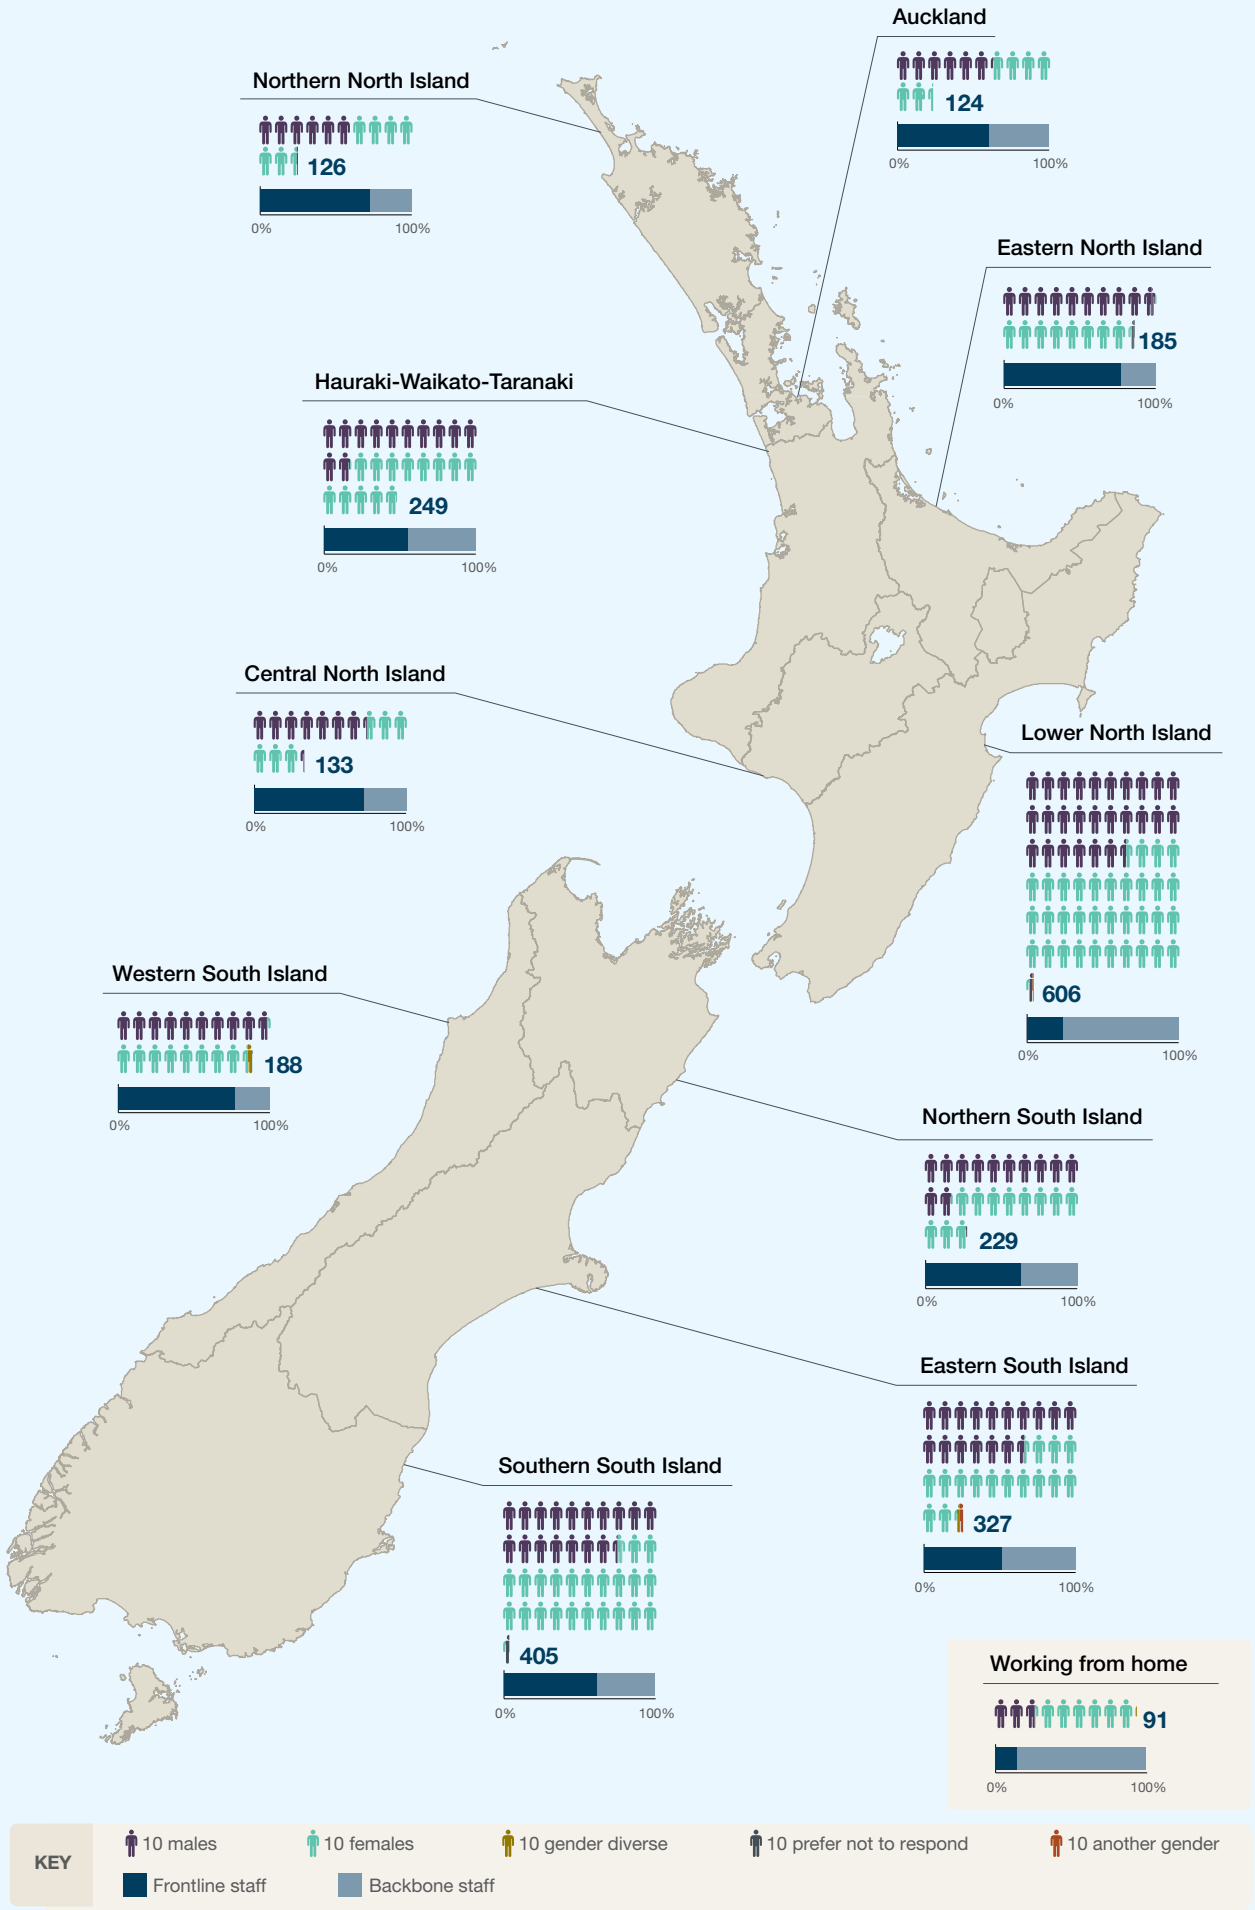 Auckland
124
0%
100%
Northern North Island
126
0%
100%
Eastern North Island
185
0%
100%
Hauraki-Waikato-Taranaki
249
0%
100%
Central North Island
133
0%
100%
Lower North Island
606
0%
100%
Western South Island
188
0%
100%
Northern South Island
229
0%
100%
Eastern South Island
327
0%
100%
Southern South Island
405
0%
100%
Working from home
91
0%
100%
KEY
10 males
10 females
10 gender diverse
10 prefer not to respond
10 another gender
Frontline staff
Backbone staff